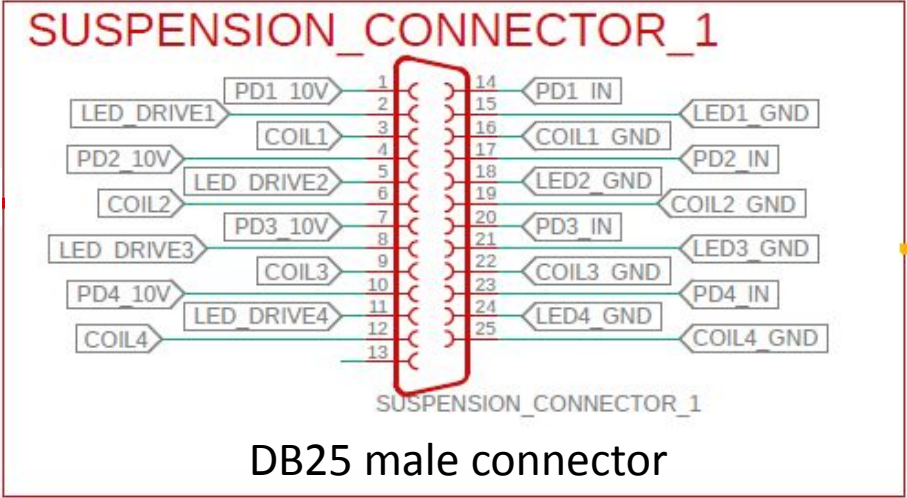 SUSPENSION_CONNECTOR_1
PD1_10V 1 14 PD1_IN
LED_DRIVE1 2 15 LED1_GND
COIL1 3 16 COIL1_GND
PD2_10V 4 17 PD2_IN
LED_DRIVE2 5 18 LED2_GND
COIL2 6 19 COIL2_GND
PD3_10V 7 20 PD3_IN
LED_DRIVE3 8 21 LED3_GND
COIL3 9 22 COIL3_GND
PD4_10V 10 23 PD4_IN
LED_DRIVE4 11 24 LED4_GND
COIL4 12 25 COIL4_GND
13
SUSPENSION_CONNECTOR_1
DB25 male connector